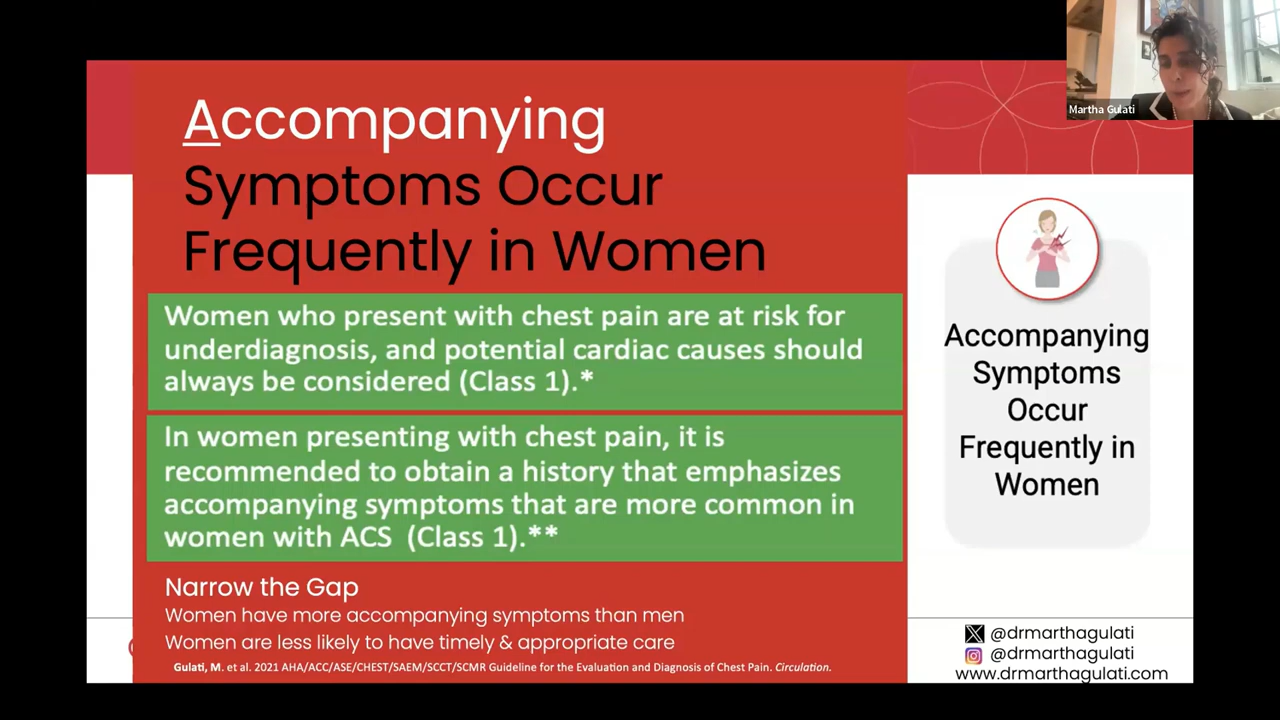 Martha Gulati
Accompanying
Symptoms Occur
Frequently in Women
Women who present with chest pain are at risk for
underdiagnosis, and potential cardiac causes should
always be considered (Class 1).*
In women presenting with chest pain, it is
recommended to obtain a history that emphasizes
accompanying symptoms that are more common in
women with ACS (Class 1).**
Narrow the Gap
Women have more accompanying symptoms than men
Women are less likely to have timely & appropriate care
Gulati, M. et al. 2021 AHA/ACC/ASE/CHEST/SAEM/SCCT/SCMR Guideline for the Evaluation and Diagnosis of Chest Pain. Circulation.
Accompanying
Symptoms
Occur
Frequently in
Women
@drmarthagulati
@drmarthagulati
www.drmarthagulati.com